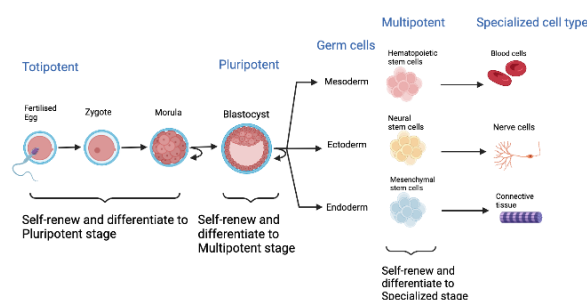 Totipotent
Pluripotent
Germ cells
Multipotent
Specialized cell type
Fertilised
Egg
Zygote
Morula
Blastocyst
Mesoderm
Ectoderm
Endoderm
Hematopoietic
stem cells
Neural
stem cells
Mesenchymal
stem cells
Blood cells
Nerve cells
Connective
tissue
Self-renew and differentiate to
Pluripotent stage
Self-renew and
differentiate to
Multipotent stage
Self-renew and
differentiate to
Specialized stage